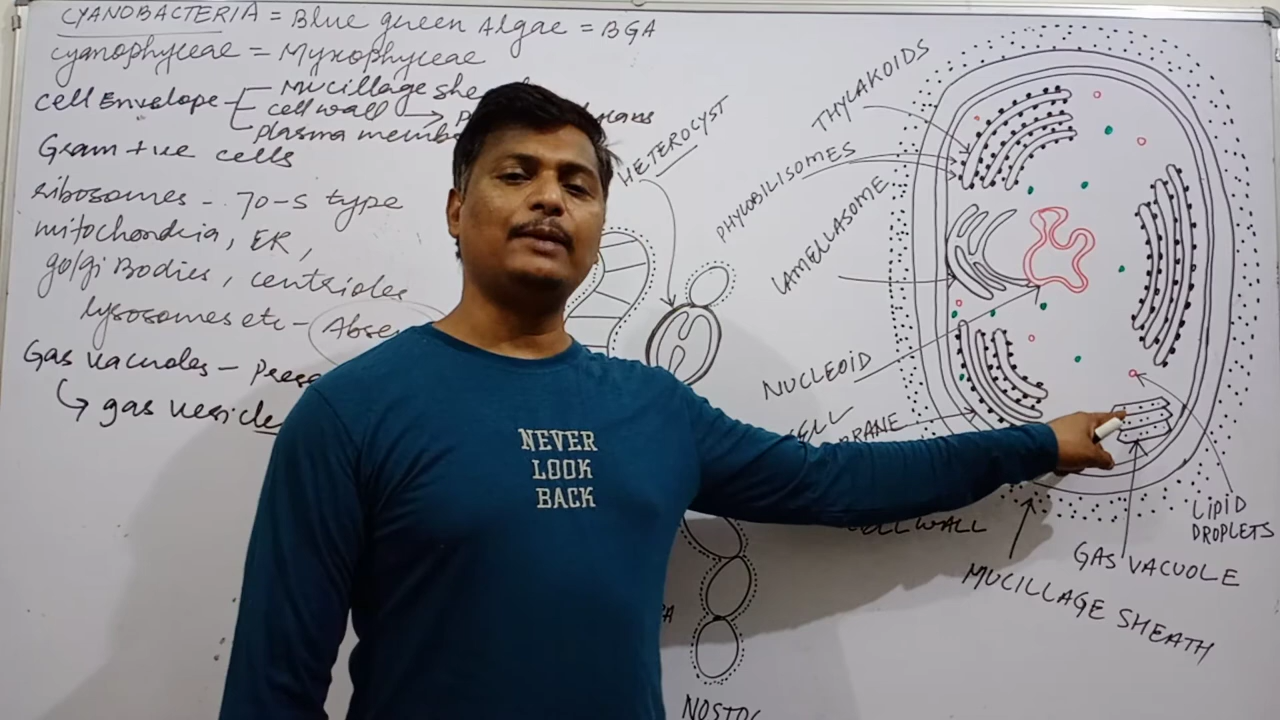 CYANOBACTERIA = Blue green Algae = BGA
Cyanophyceae = Myxophyceae
cell Envelope - Mucillage
cell wall →
plasma
Gram +ve cells
ribosomes - 70-S type
mitochondria, ER,
golgi Bodies, centrioles
lysosomes etc -
Gas vacuoles -
gas vesicle
HETEROCYST
NOSTOC
THYLAKOIDS
PHYCOBILISOMES
LAMELLASOME
NUCLEOID
CELL WALL
MUCILLAGE SHEATH
GAS VACUOLE
LIPID
DROPLETS
NEVER
LOOK
BACK